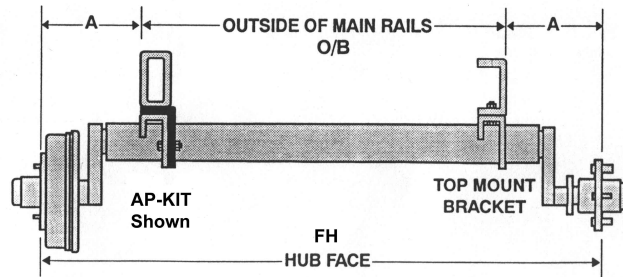 A
OUTSIDE OF MAIN RAILS
O/B
A
AP-KIT
Shown
TOP MOUNT
BRACKET
FH
HUB FACE